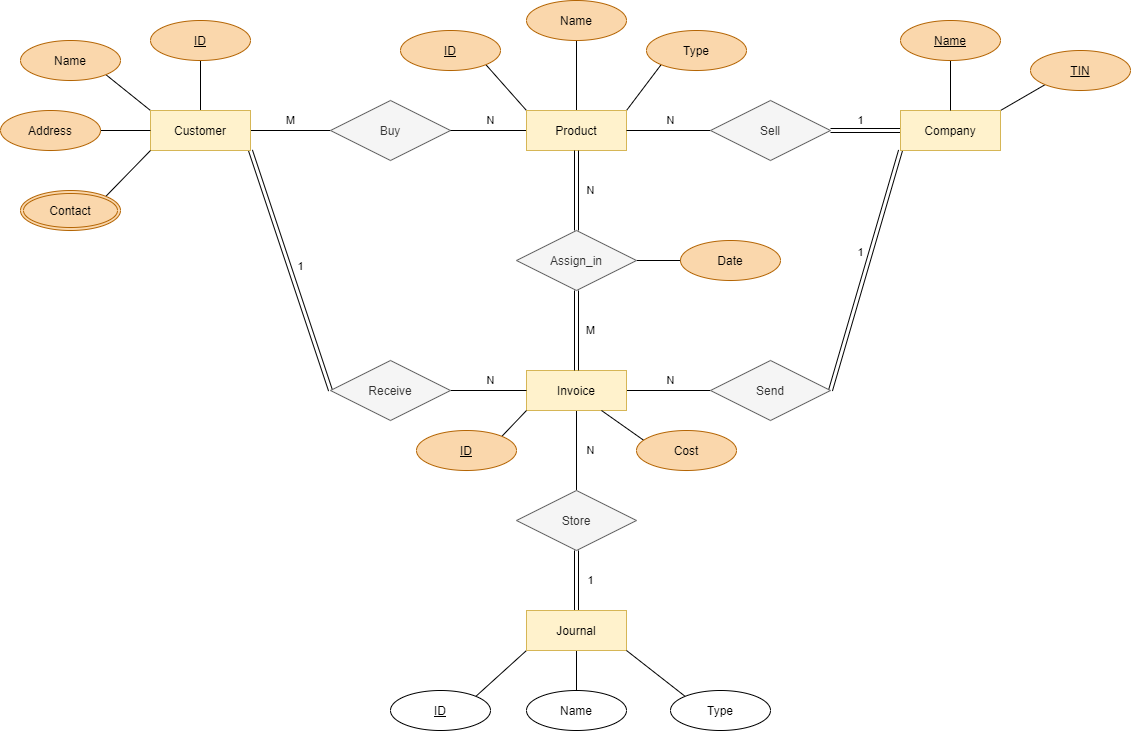 Name
ID
Name
Name
ID
Type
Name
TIN
Address
Customer
M
Buy
N
Product
N
Sell
1
Company
Contact
N
1
Assign_in
Date
1
M
Receive
N
Invoice
N
Send
ID
N
Cost
Store
1
Journal
ID
Name
Type